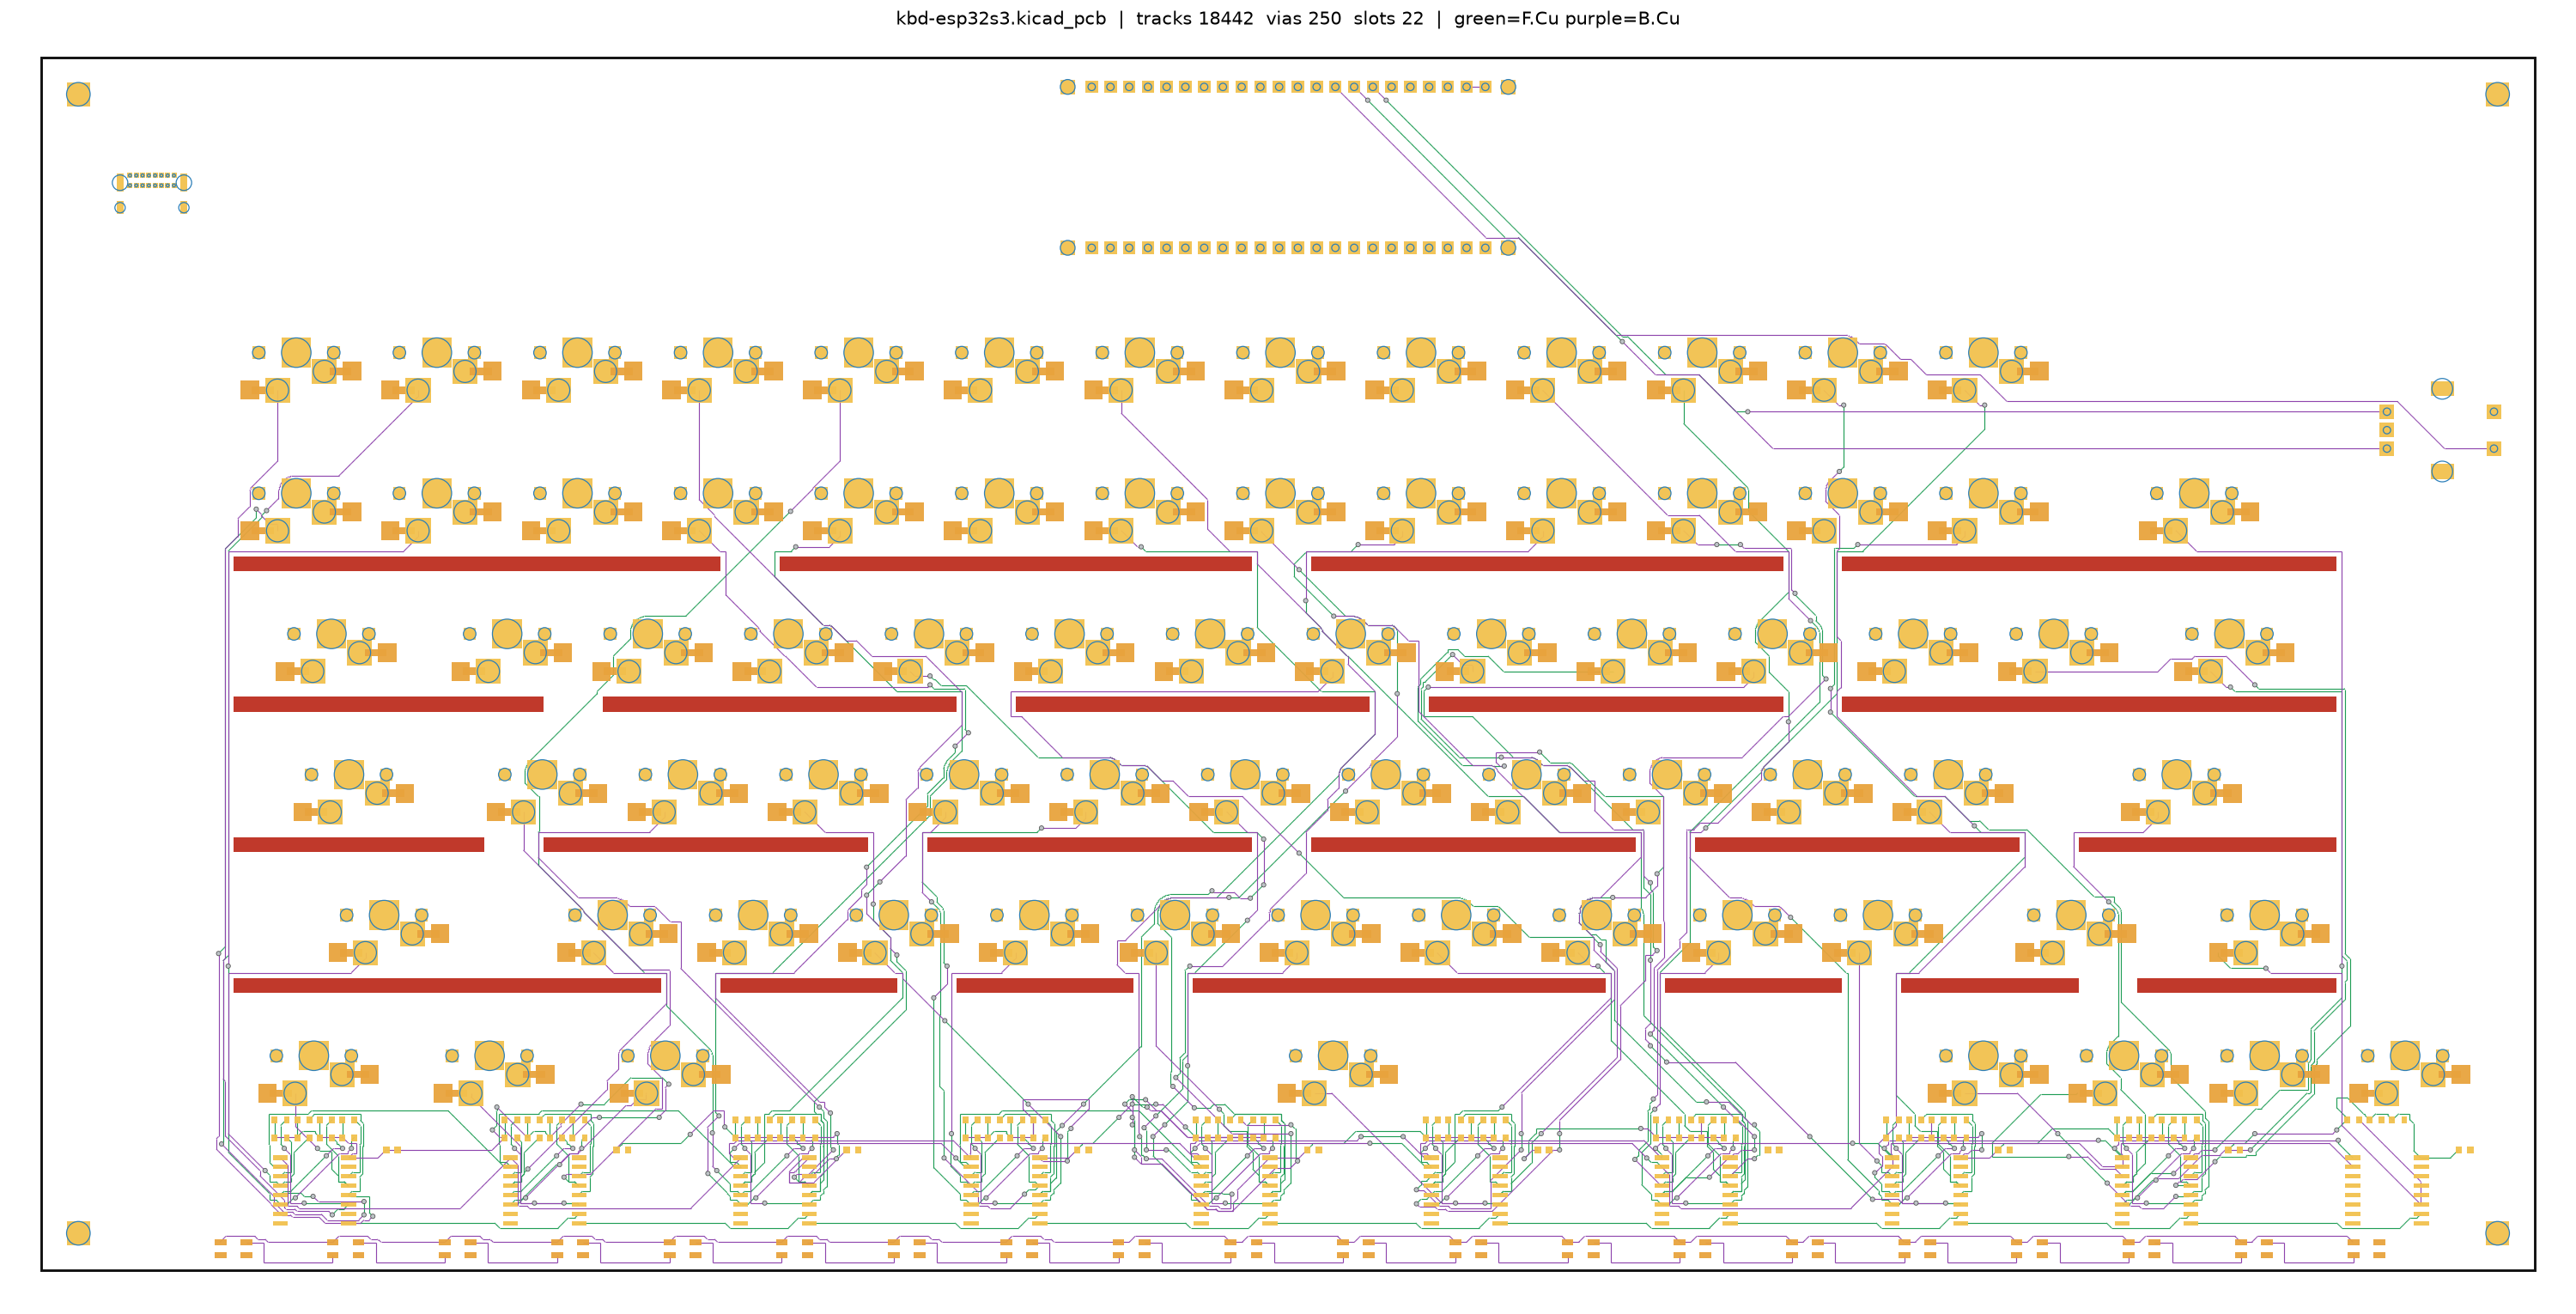 kbd-esp32s3.kicad_pcb | tracks 18442 vias 250 slots 22 | green=F.Cu purple=B.Cu